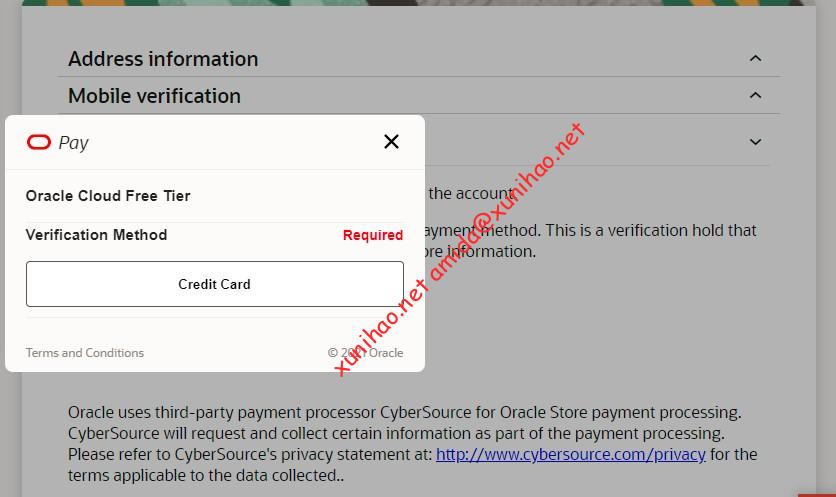 Address information
Mobile verification
Pay
Oracle Cloud Free Tier
Verification Method Required
Credit Card
Terms and Conditions © 2021 Oracle
the account
ayment method. This is a verification hold that
ore information.
xunihao.net amida@xunihao.net
Oracle uses third-party payment processor CyberSource for Oracle Store payment processing.
CyberSource will request and collect certain information as part of the payment processing.
Please refer to CyberSource's privacy statement at: http://www.cybersource.com/privacy for the
terms applicable to the data collected..